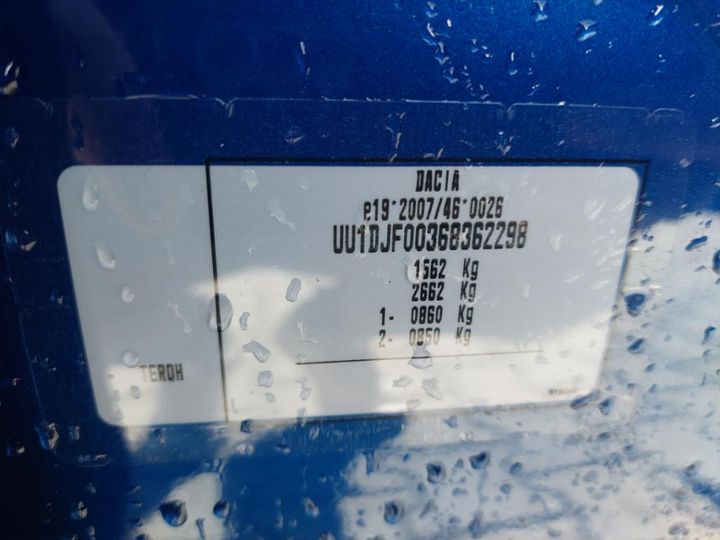 DACIA
e19*2007/46*0026
UU1DJF00368362298
1562 Kg
2662 Kg
1- 0860 Kg
2- 0850 Kg
TERQH